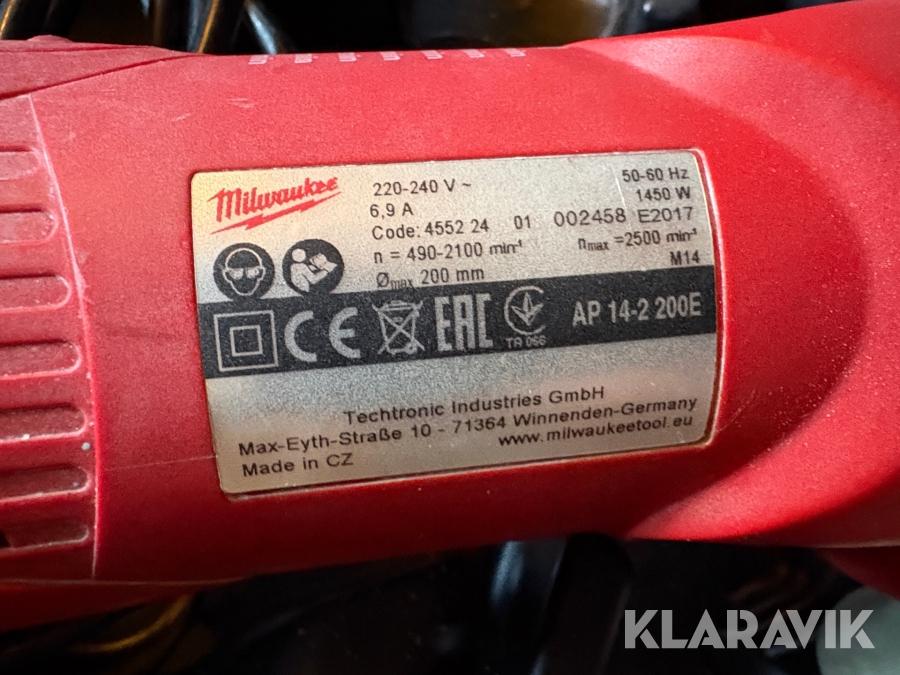 Milwaukee
220-240 V ~ 50-60 Hz
6,9 A 1450 W
Code: 4552 24 01 002458 E2017
n = 490-2100 min⁻¹ nmax =2500 min⁻¹
Ømax 200 mm M14
CE EAC TA 066 AP 14-2 200E
Techtronic Industries GmbH
Max-Eyth-Straße 10 - 71364 Winnenden-Germany
www.milwaukeetool.eu
Made in CZ
KLARAVIK